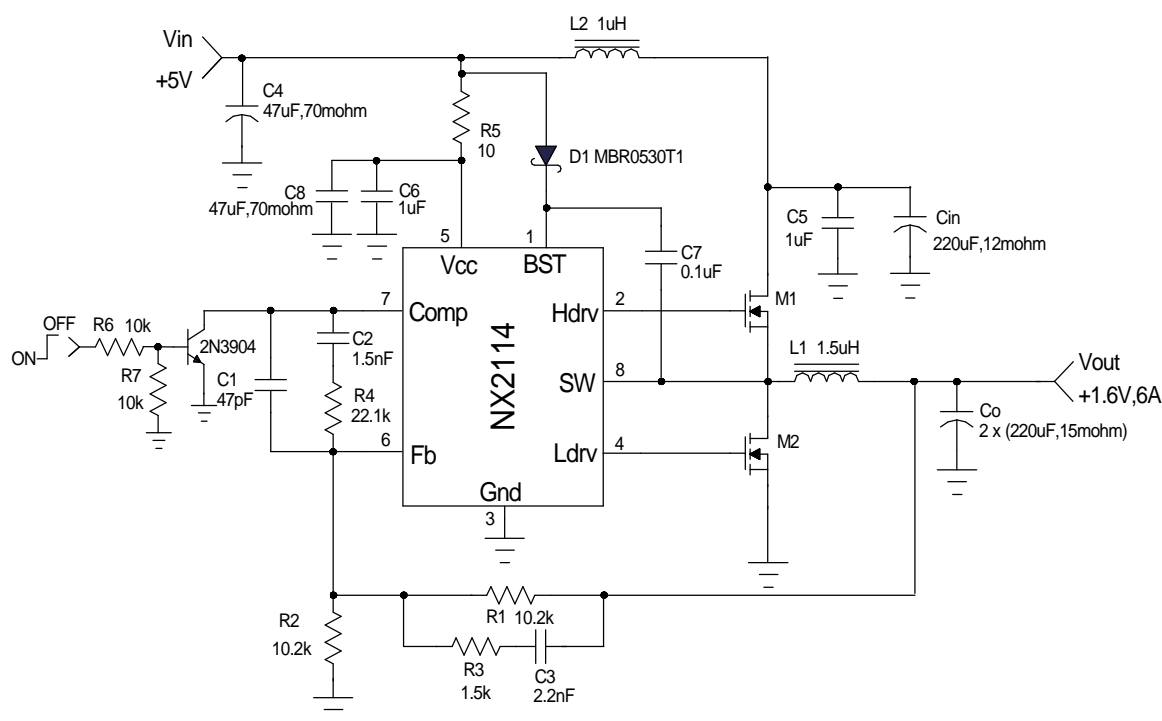 L2 1uH
Vin
+5V
C4
47uF,70mohm
R5
10
D1 MBR0530T1
C8
47uF,70mohm
C6
1uF
C5
1uF
Cin
220uF,12mohm
5
1
Vcc
BST
C7
0.1uF
7
Comp
Hdrv
2
M1
OFF
ON
R6 10k
2N3904
R7
10k
C1
47pF
C2
1.5nF
R4
22.1k
NX2114
SW
8
L1 1.5uH
Vout
+1.6V,6A
Co
2 x (220uF,15mohm)
6
Fb
Ldrv
4
M2
Gnd
3
R2
10.2k
R1 10.2k
R3
1.5k
C3
2.2nF